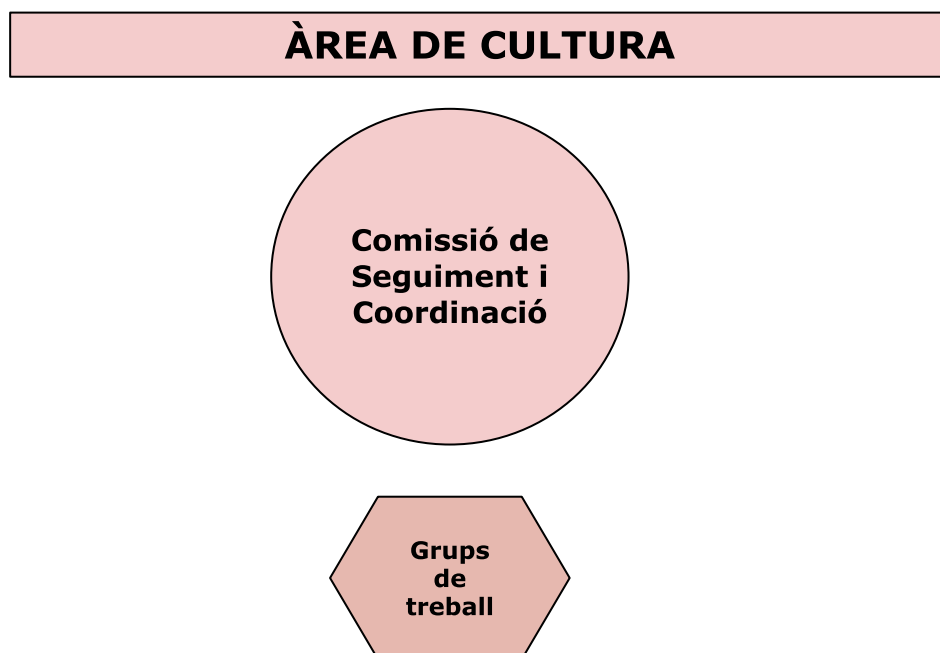 ÀREA DE CULTURA
Comissió de
Seguiment i
Coordinació
Grups
de
treball